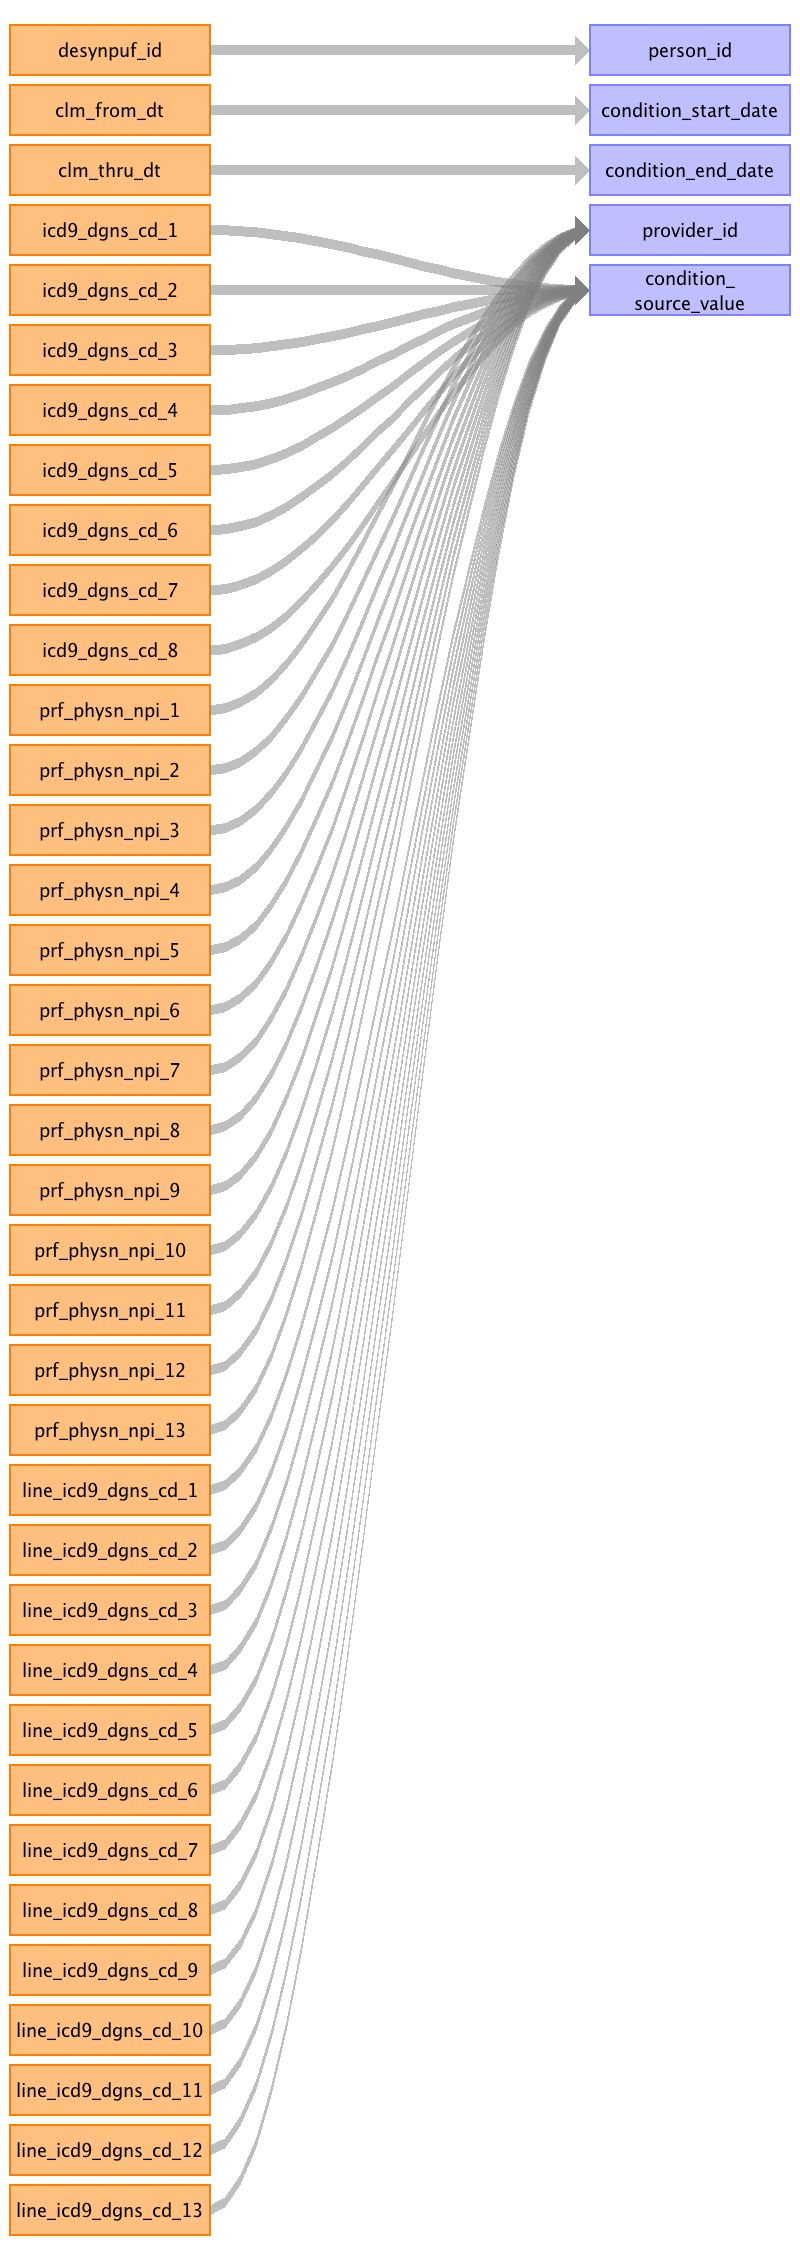 desynpuf_id
person_id
clm_from_dt
condition_start_date
clm_thru_dt
condition_end_date
icd9_dgns_cd_1
provider_id
icd9_dgns_cd_2
condition_
source_value
icd9_dgns_cd_3
icd9_dgns_cd_4
icd9_dgns_cd_5
icd9_dgns_cd_6
icd9_dgns_cd_7
icd9_dgns_cd_8
prf_physn_npi_1
prf_physn_npi_2
prf_physn_npi_3
prf_physn_npi_4
prf_physn_npi_5
prf_physn_npi_6
prf_physn_npi_7
prf_physn_npi_8
prf_physn_npi_9
prf_physn_npi_10
prf_physn_npi_11
prf_physn_npi_12
prf_physn_npi_13
line_icd9_dgns_cd_1
line_icd9_dgns_cd_2
line_icd9_dgns_cd_3
line_icd9_dgns_cd_4
line_icd9_dgns_cd_5
line_icd9_dgns_cd_6
line_icd9_dgns_cd_7
line_icd9_dgns_cd_8
line_icd9_dgns_cd_9
line_icd9_dgns_cd_10
line_icd9_dgns_cd_11
line_icd9_dgns_cd_12
line_icd9_dgns_cd_13